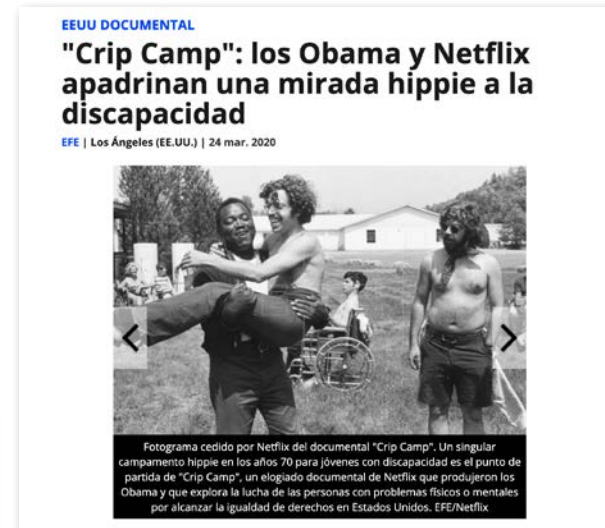 EEUU DOCUMENTAL
"Crip Camp": los Obama y Netflix
apadrinan una mirada hippie a la
discapacidad
EFE | Los Ángeles (EE.UU.) | 24 mar. 2020
Fotograma cedido por Netflix del documental "Crip Camp". Un singular
campamento hippie en los años 70 para jóvenes con discapacidad es el punto de
partida de "Crip Camp", un elogiado documental de Netflix que produjeron los
Obama y que explora la lucha de las personas con problemas físicos o mentales
por alcanzar la igualdad de derechos en Estados Unidos. EFE/Netflix